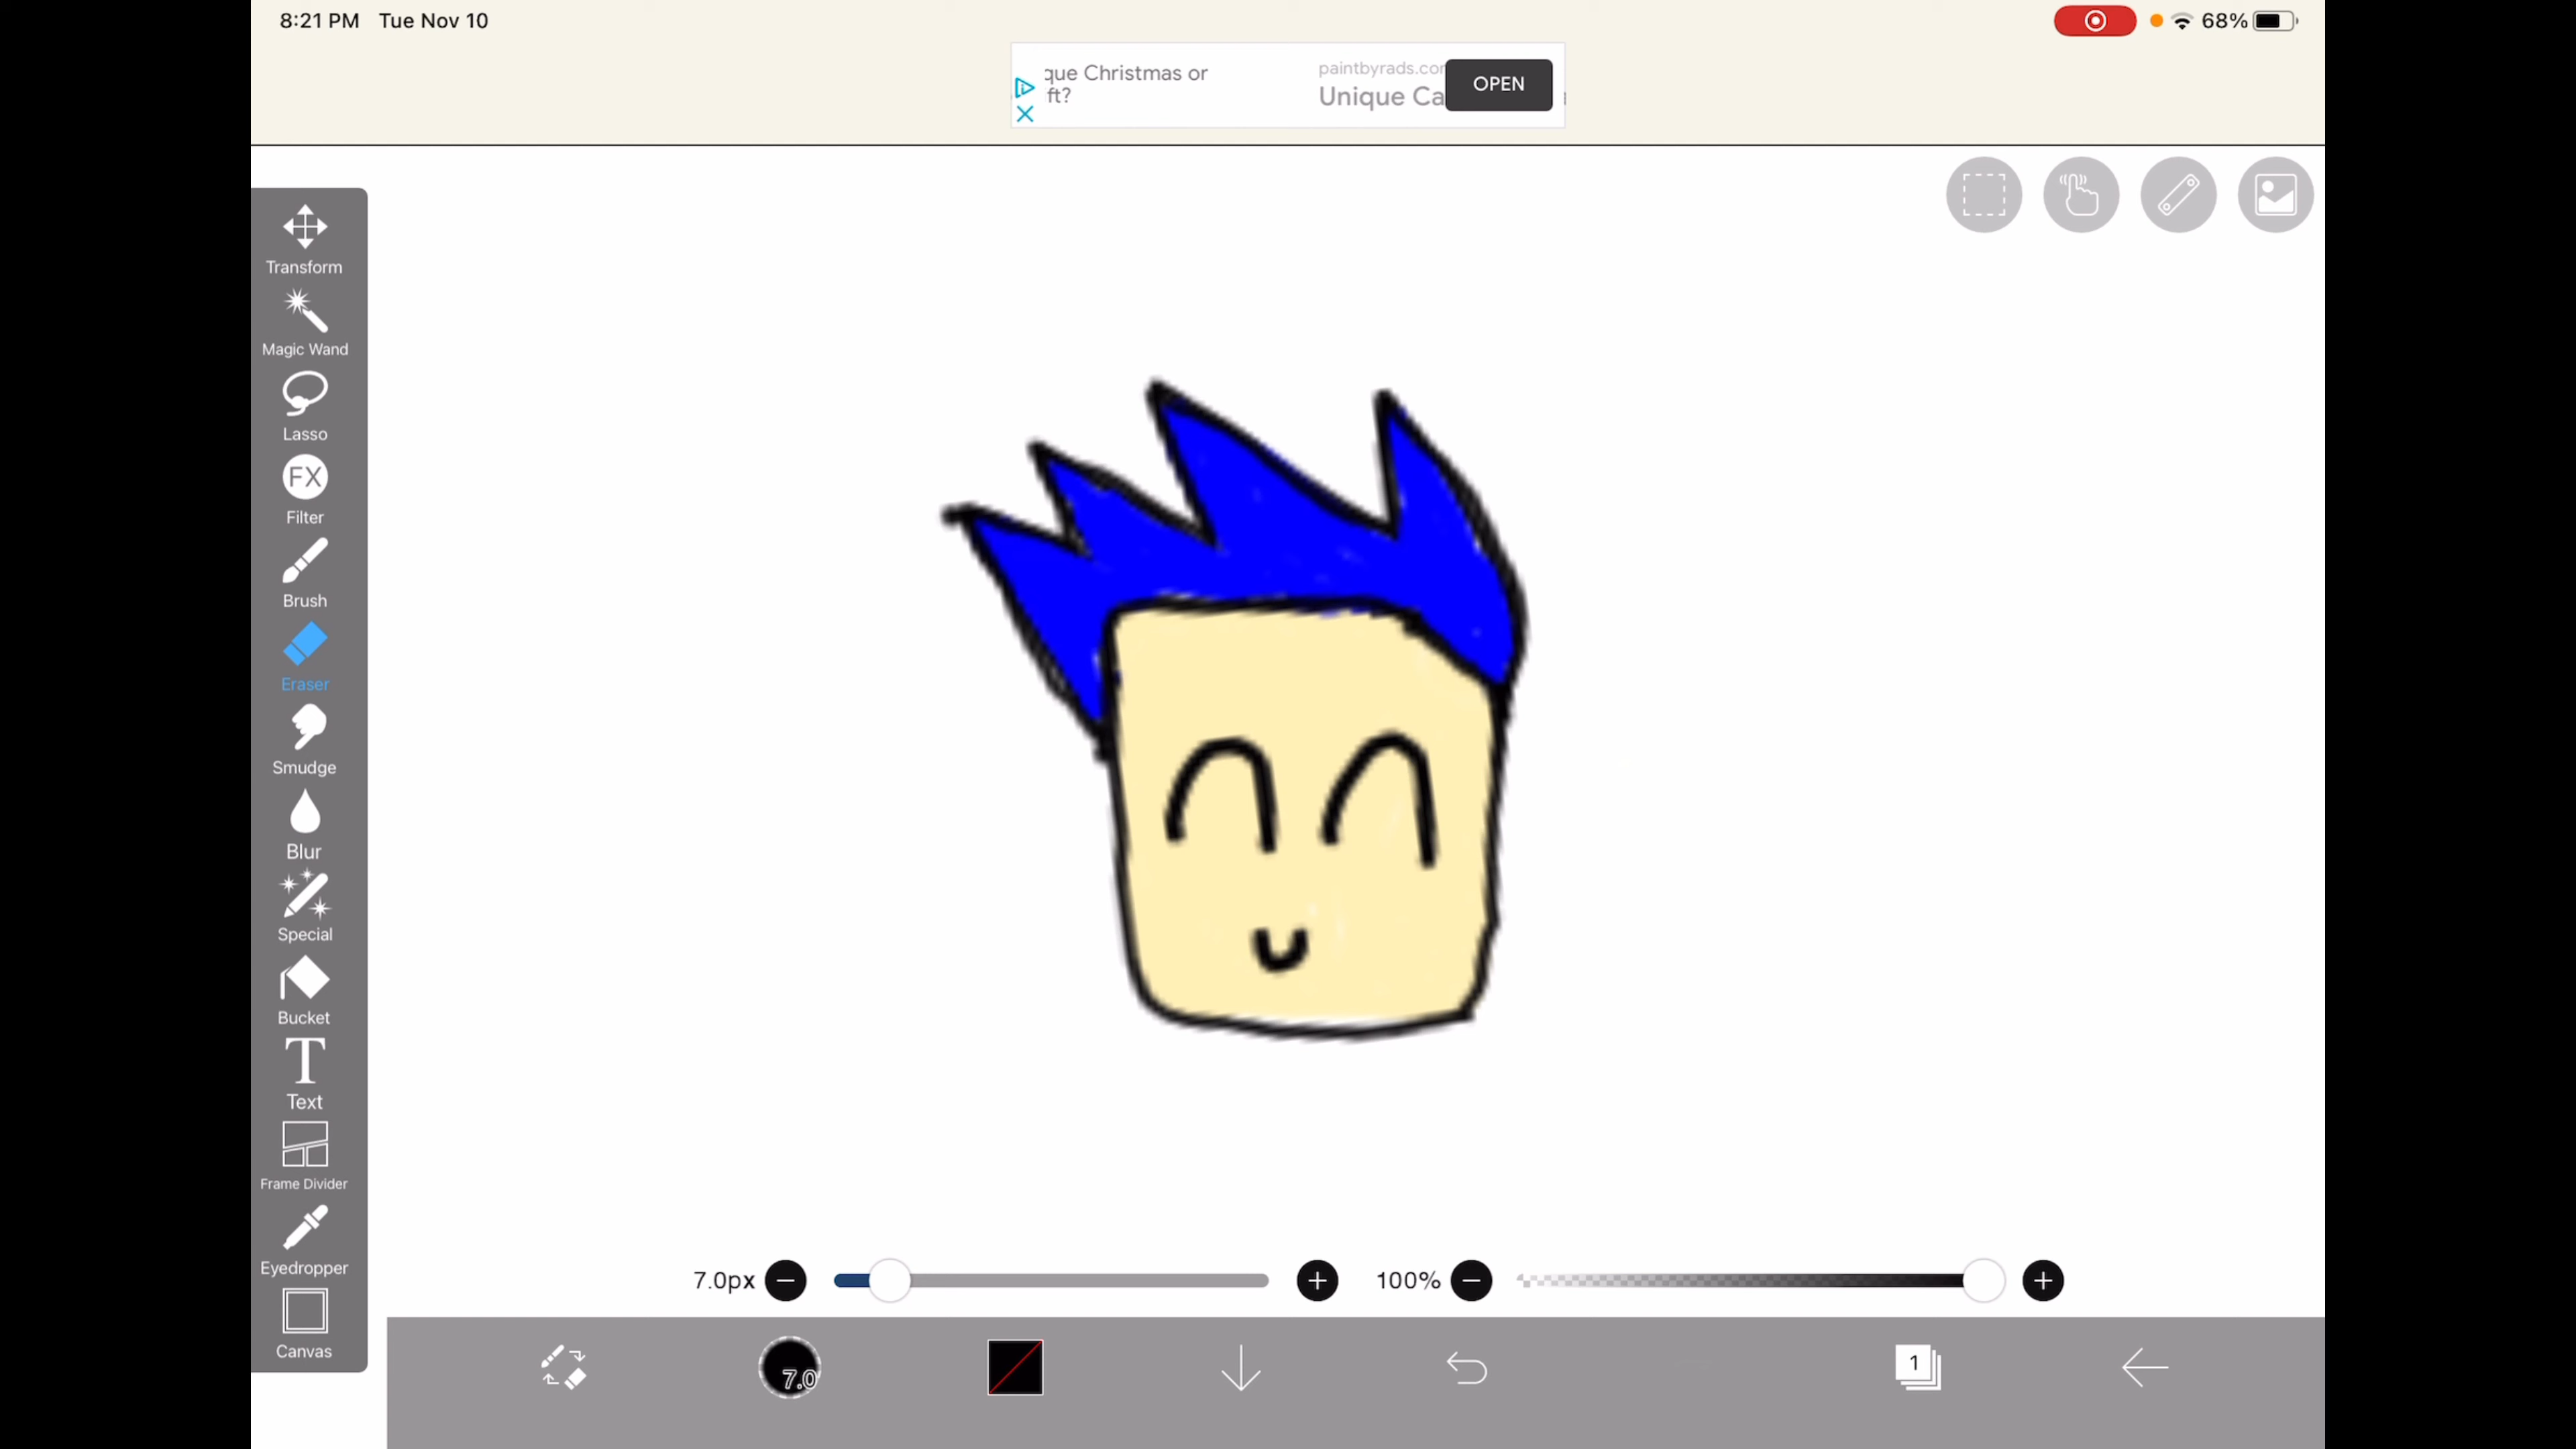 8:21 PM Tue Nov 10
68%
que Christmas or
ft?
paintbyrads.co
Unique Ca
OPEN
Transform
Magic Wand
Lasso
FX
Filter
Brush
Eraser
Smudge
Blur
Special
Bucket
T
Text
Frame Divider
Eyedropper
Canvas
7.0px
100%
7.0
1